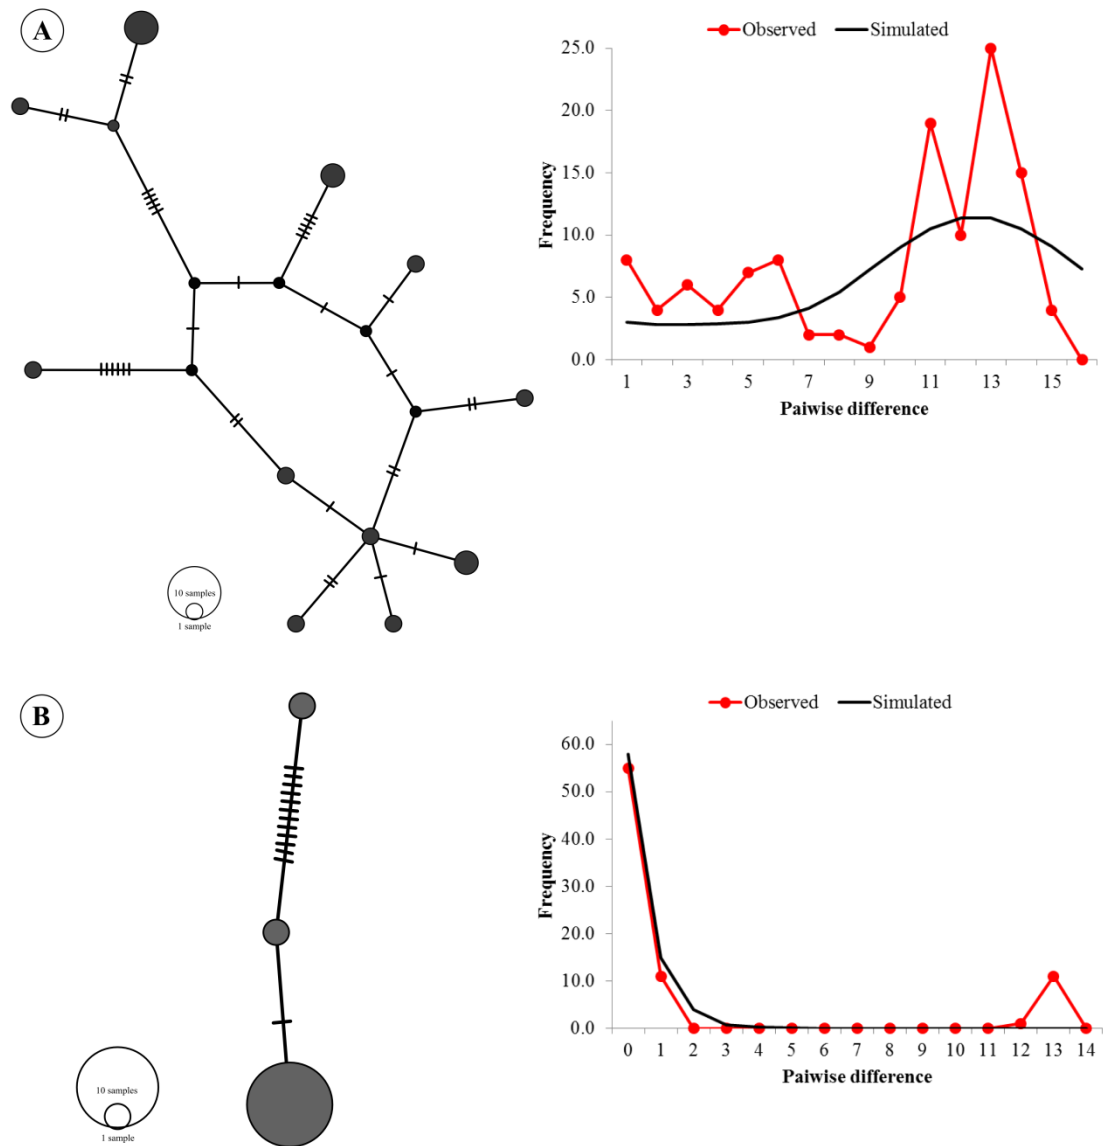 A
Observed Simulated
25.0
20.0
15.0
10.0
5.0
0.0
Frequency
1 3 5 7 9 11 13 15
Paiwise difference
10 samples
1 sample
B
Observed Simulated
60.0
50.0
40.0
30.0
20.0
10.0
0.0
Frequency
0 1 2 3 4 5 6 7 8 9 10 11 12 13 14
Paiwise difference
10 samples
1 sample